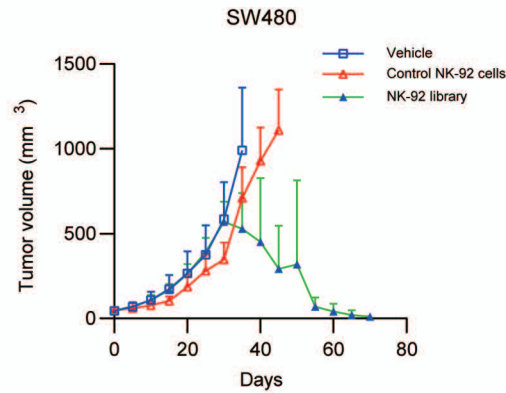 SW480
Vehicle
Control NK-92 cells
NK-92 library
Tumor volume (mm 3)
1500
1000
500
0
0 20 40 60 80
Days